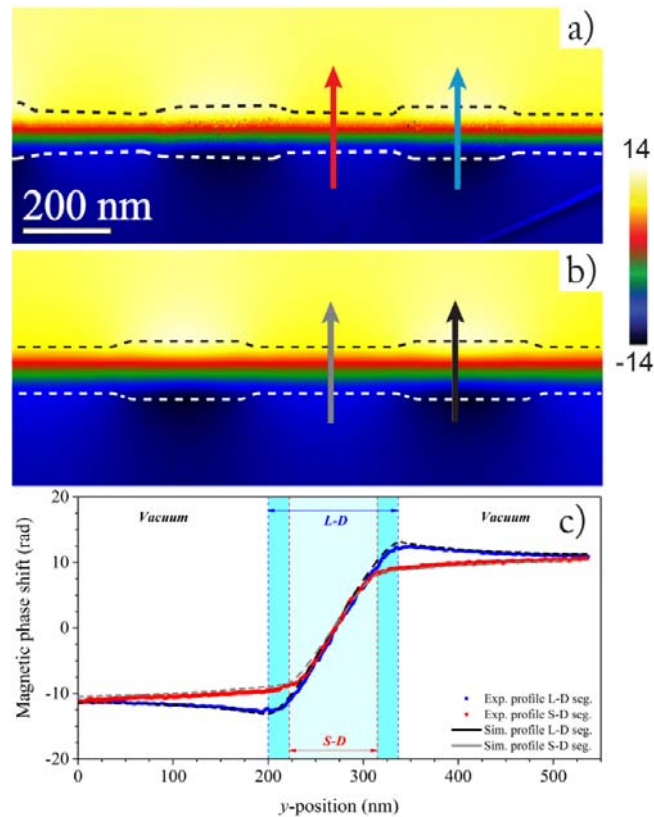 a)
200 nm
14
b)
-14
c)
20
Vacuum
L-D
Vacuum
10
0
-10
-20
Magnetic phase shift (rad)
S-D
Exp. profile L-D seg.
Exp. profile S-D seg.
Sim. profile L-D seg.
Sim. profile S-D seg.
0 100 200 300 400 500
y-position (nm)